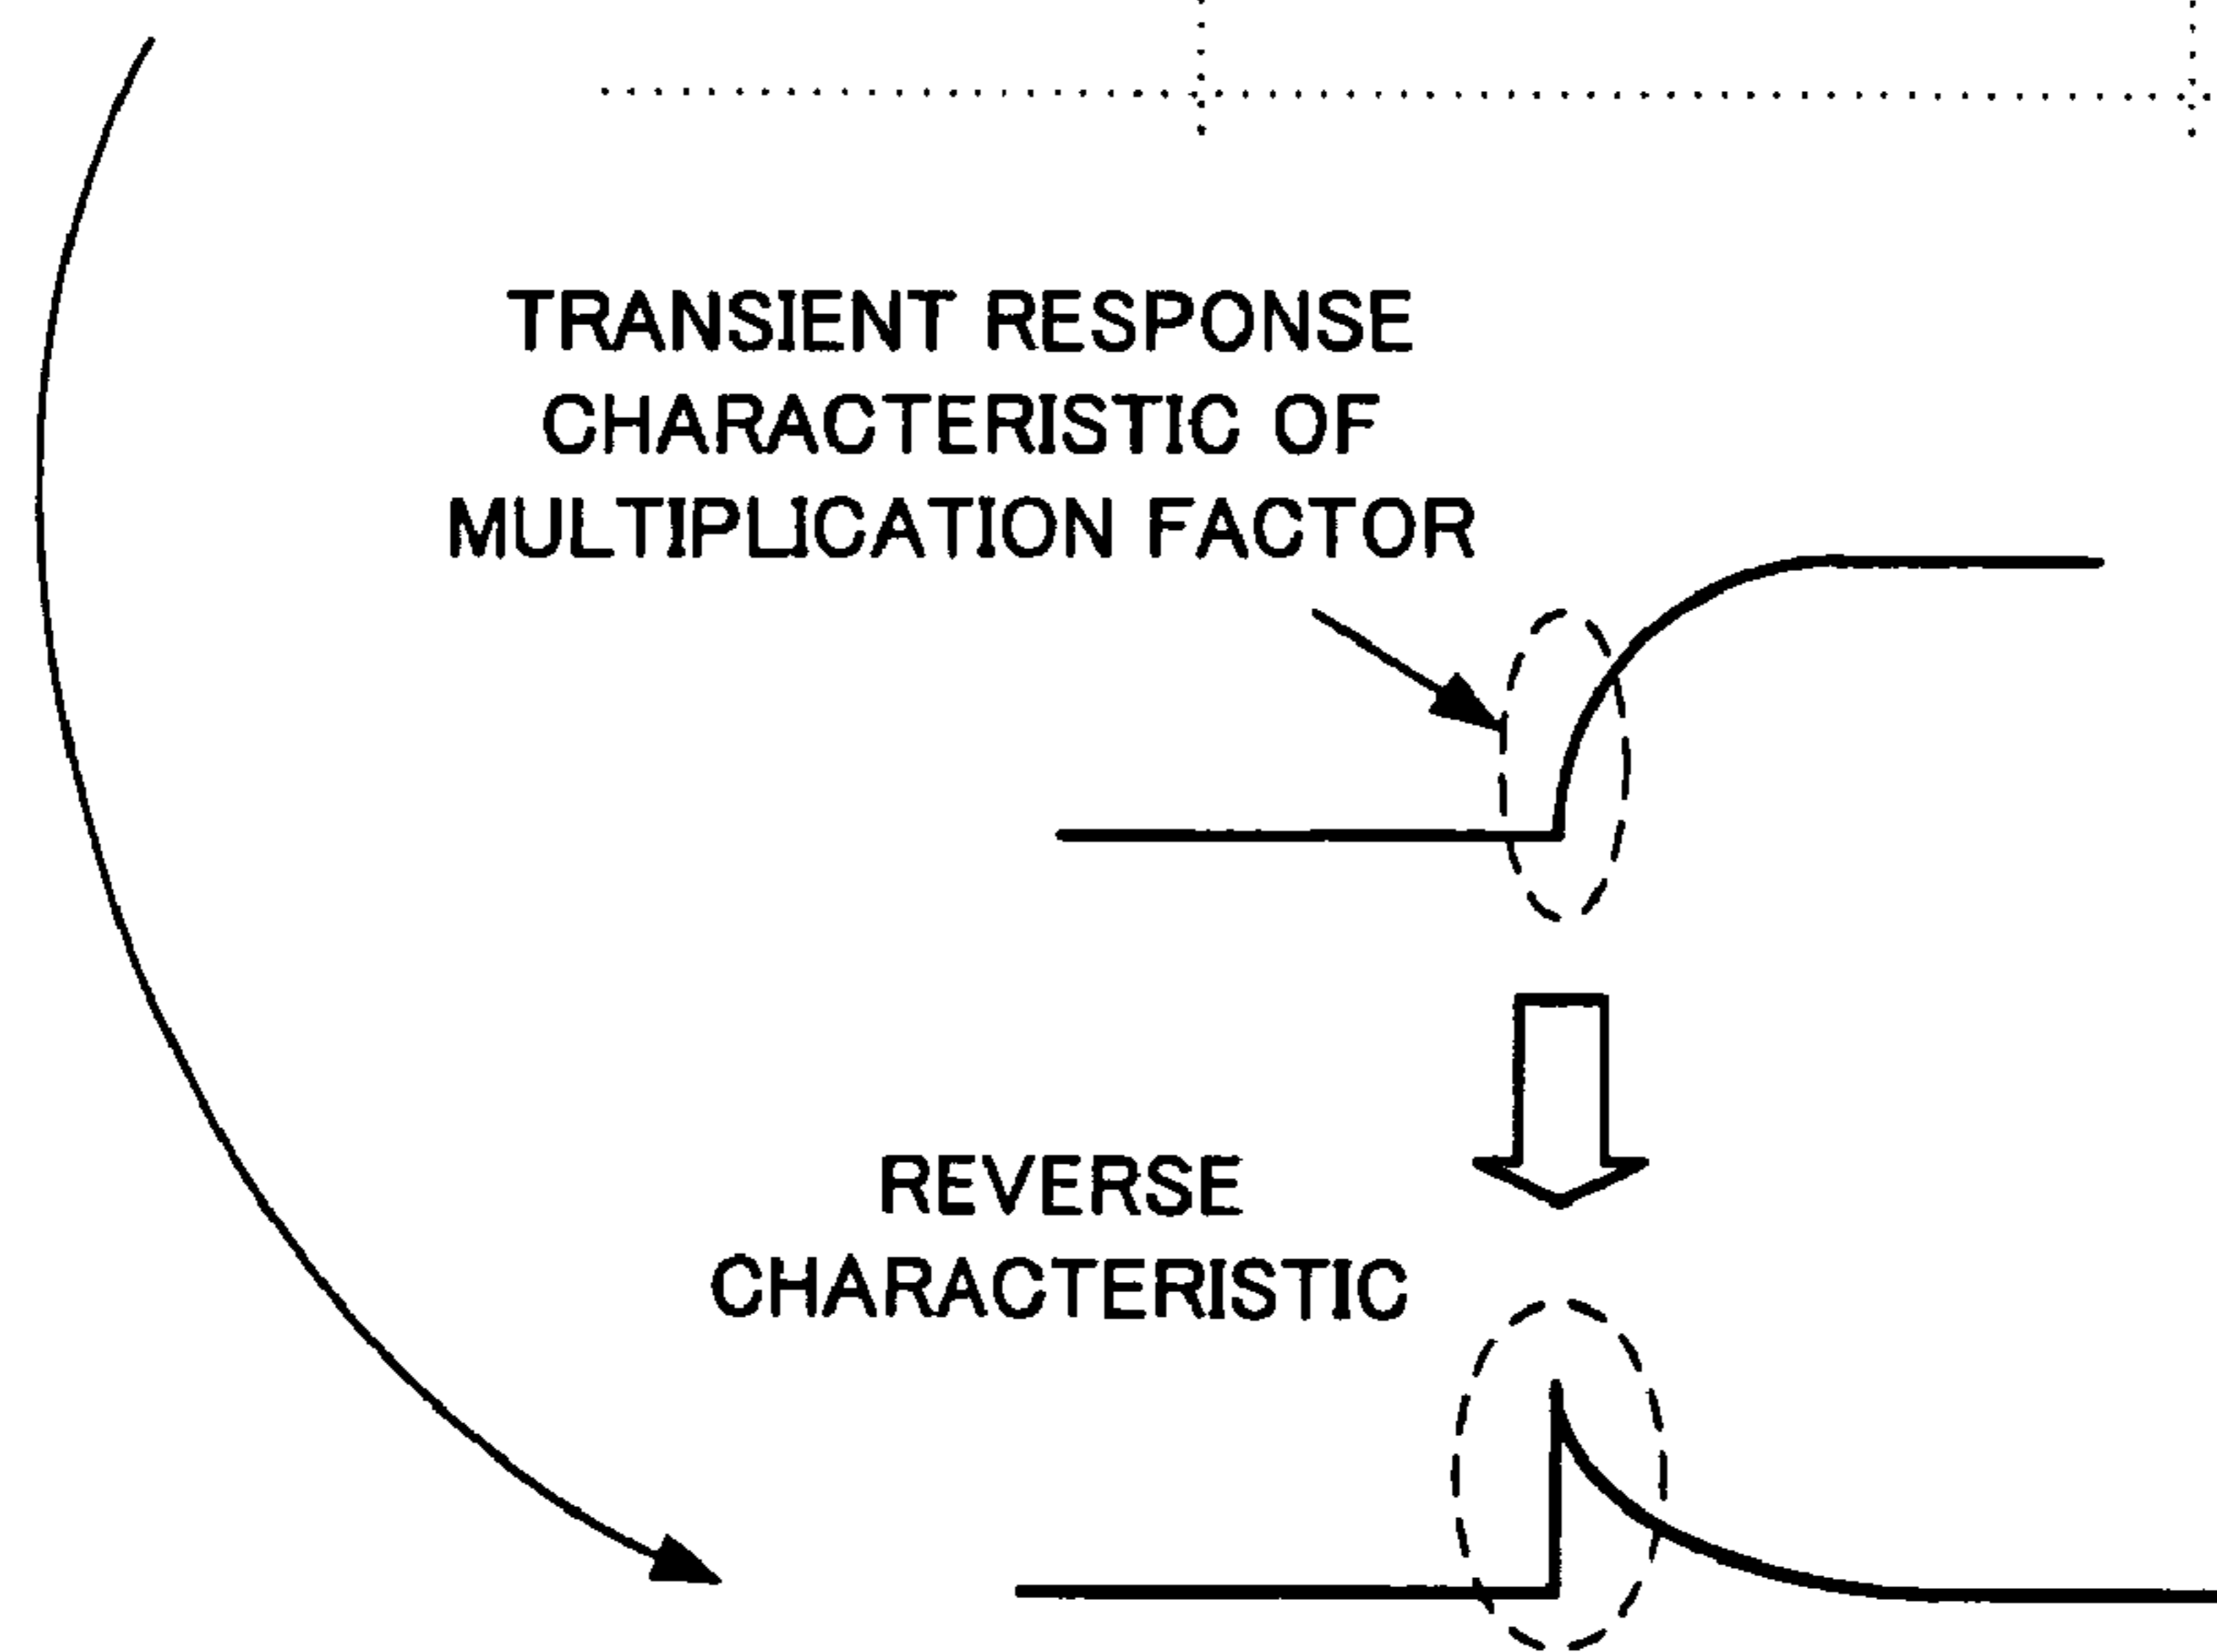 TRANSIENT RESPONSE
CHARACTERISTIC OF
MULTIPLICATION FACTOR
REVERSE
CHARACTERISTIC